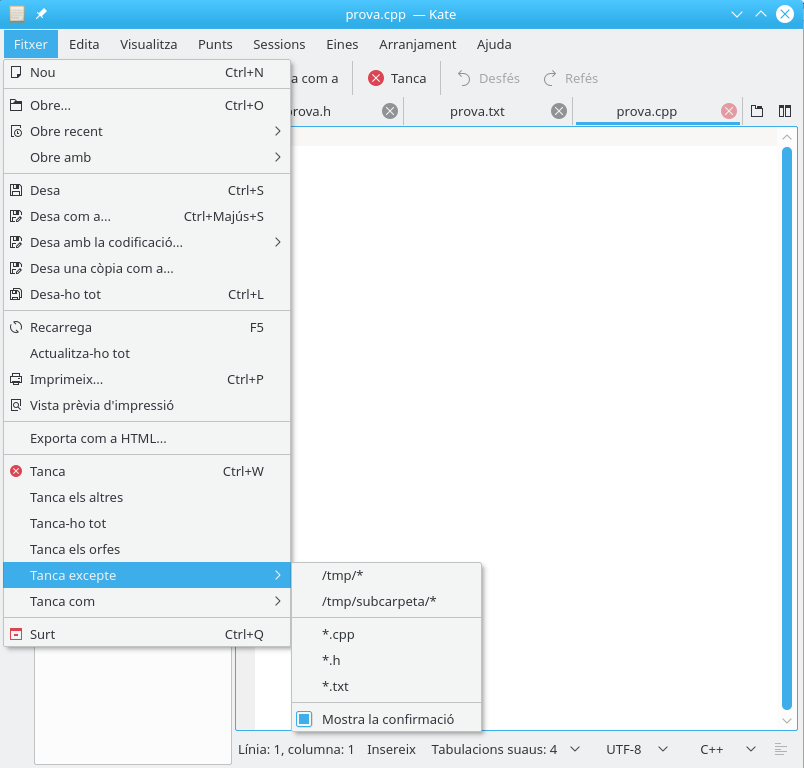 prova.cpp — Kate
Fitxer Edita Visualitza Punts Sessions Eines Arranjament Ajuda
a com a Tanca Desfés Refés
prova.h prova.txt prova.cpp
Nou Ctrl+N
Obre... Ctrl+O
Obre recent
Obre amb
Desa Ctrl+S
Desa com a... Ctrl+Majús+S
Desa amb la codificació...
Desa una còpia com a...
Desa-ho tot Ctrl+L
Recarrega F5
Actualitza-ho tot
Imprimeix... Ctrl+P
Vista prèvia d'impressió
Exporta com a HTML...
Tanca Ctrl+W
Tanca els altres
Tanca-ho tot
Tanca els orfes
Tanca excepte
Tanca com
Surt Ctrl+Q
/tmp/*
/tmp/subcarpeta/*
*.cpp
*.h
*.txt
Mostra la confirmació
Línia: 1, columna: 1 Insereix Tabulacions suaus: 4 UTF-8 C++